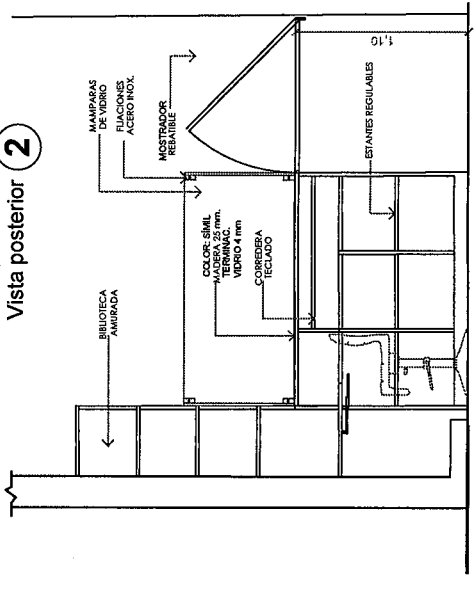 Vista posterior 2
BIBLIOTECA
AMURADA
MAMPARAS
DE VIDRIO
FIJACIONES
ACERO INOX.
MOSTRADOR
REBATIBLE
COLOR: SÍMIL
MADERA 25 mm.
TERMINAC.
VIDRIO 4 mm
CORREDERA
TECLADO
ESTANTES REGULABLES
1,10